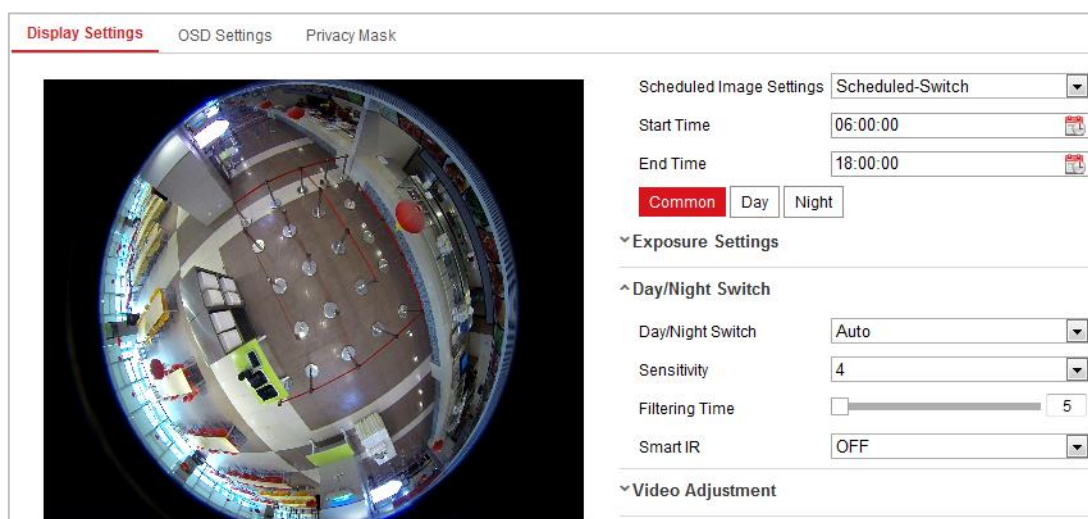 Display Settings OSD Settings Privacy Mask
Scheduled Image Settings Scheduled-Switch
Start Time 06:00:00
End Time 18:00:00
Common Day Night
Exposure Settings
Day/Night Switch
Day/Night Switch Auto
Sensitivity 4
Filtering Time 5
Smart IR OFF
Video Adjustment